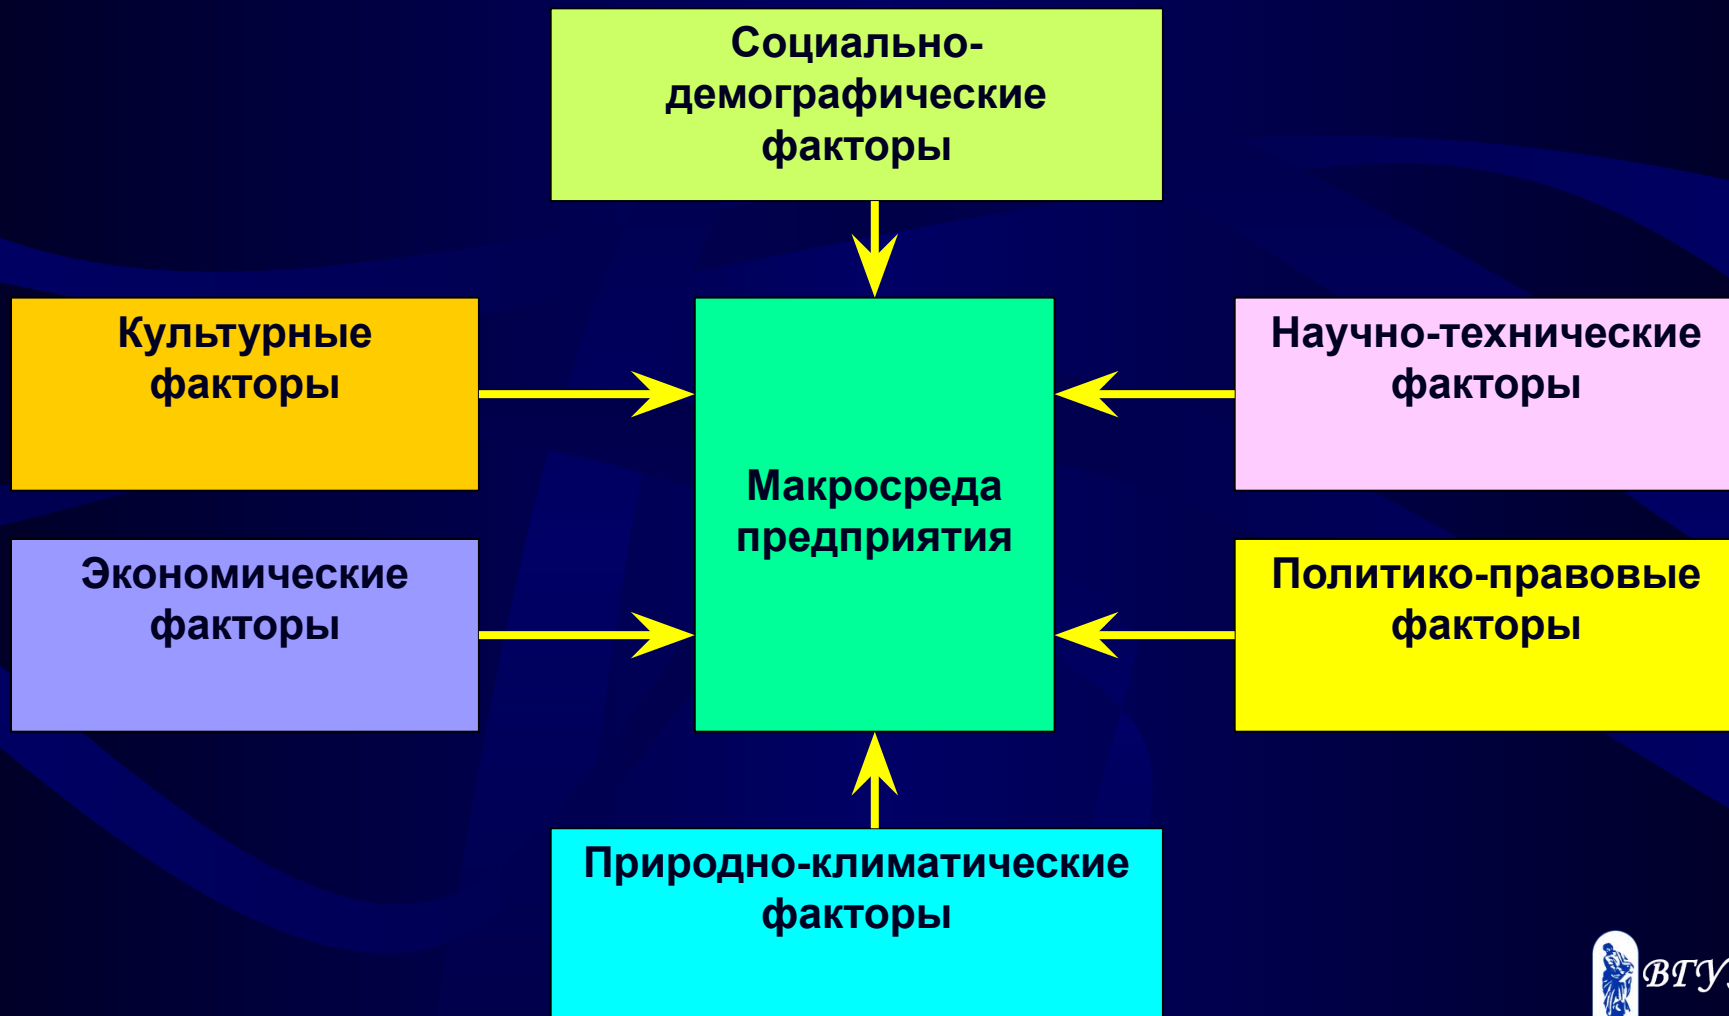 Социально-
демографические
факторы
Культурные
факторы
Научно-технические
факторы
Макросреда
предприятия
Экономические
факторы
Политико-правовые
факторы
Природно-климатические
факторы